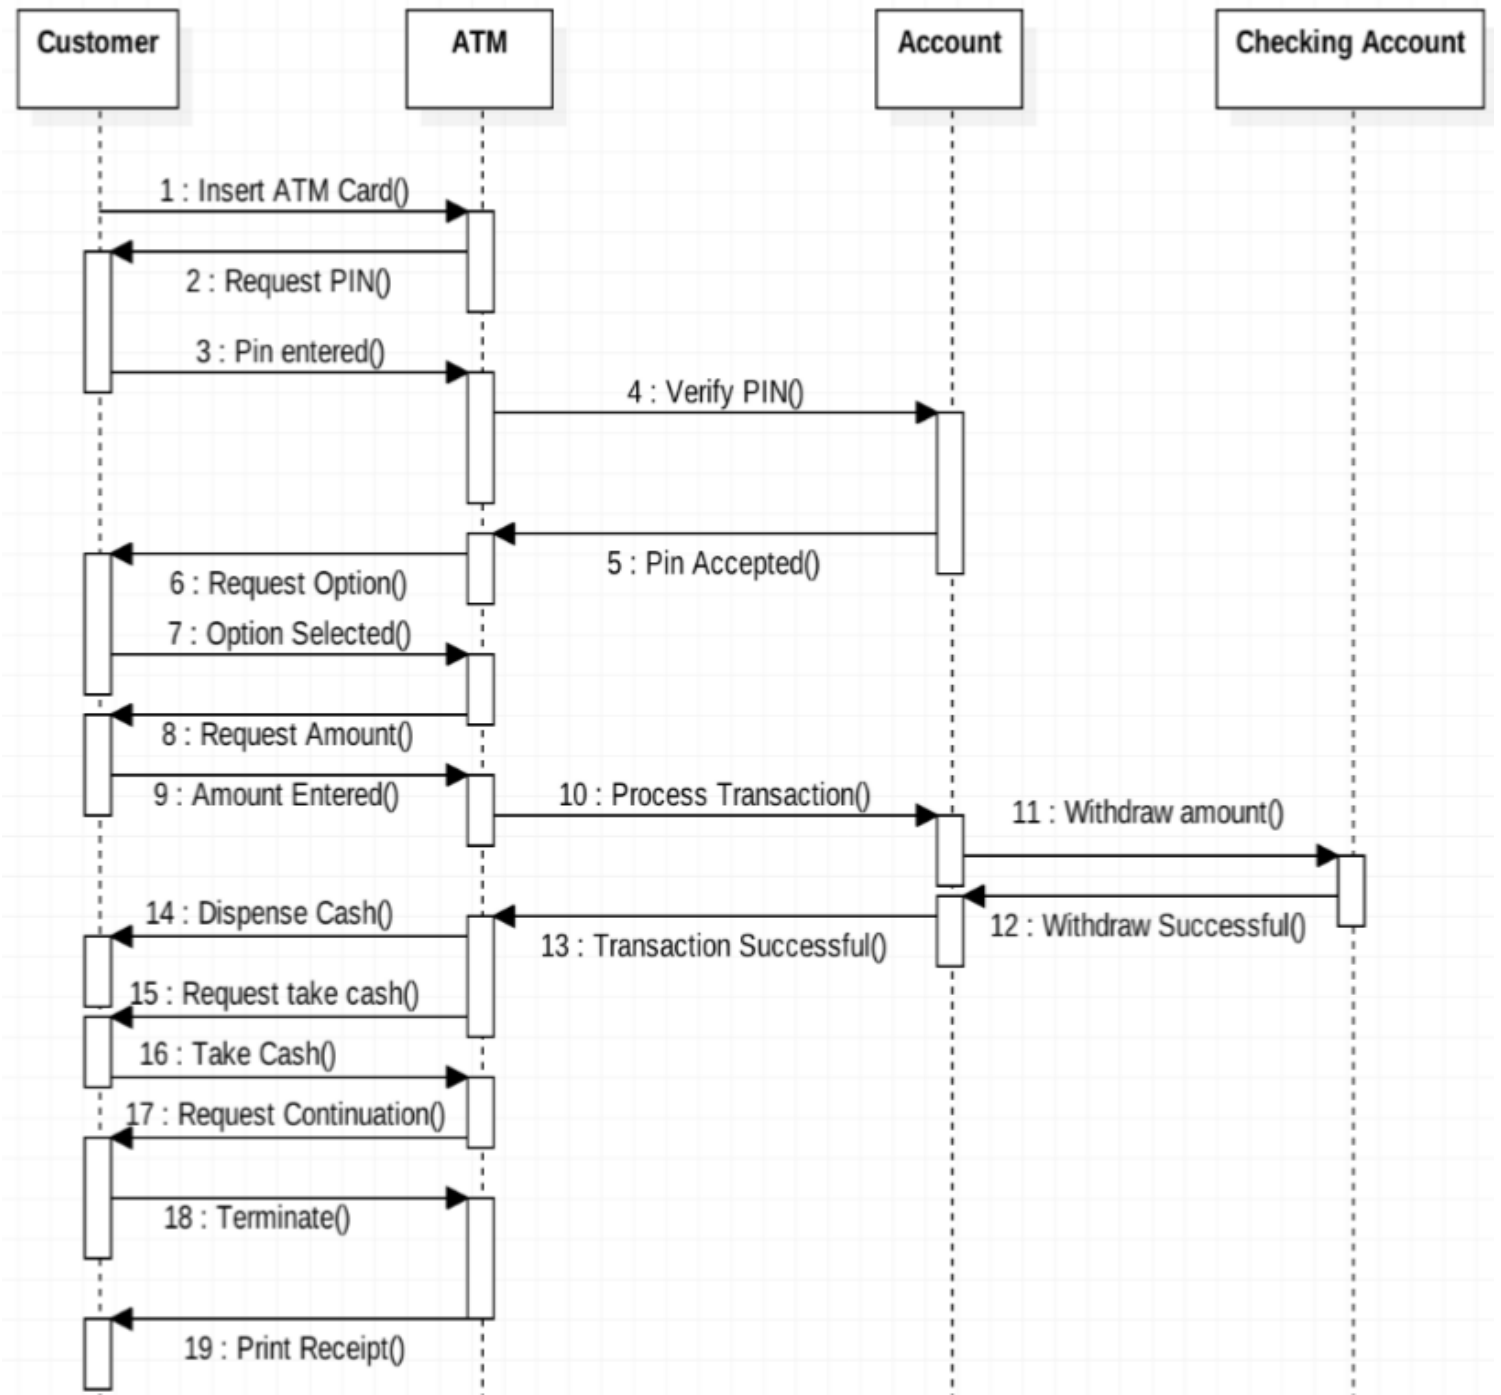 Customer
ATM
Account
Checking Account
1 : Insert ATM Card()
2 : Request PIN()
3 : Pin entered()
4 : Verify PIN()
5 : Pin Accepted()
6 : Request Option()
7 : Option Selected()
8 : Request Amount()
9 : Amount Entered()
10 : Process Transaction()
11 : Withdraw amount()
12 : Withdraw Successful()
13 : Transaction Successful()
14 : Dispense Cash()
15 : Request take cash()
16 : Take Cash()
17 : Request Continuation()
18 : Terminate()
19 : Print Receipt()